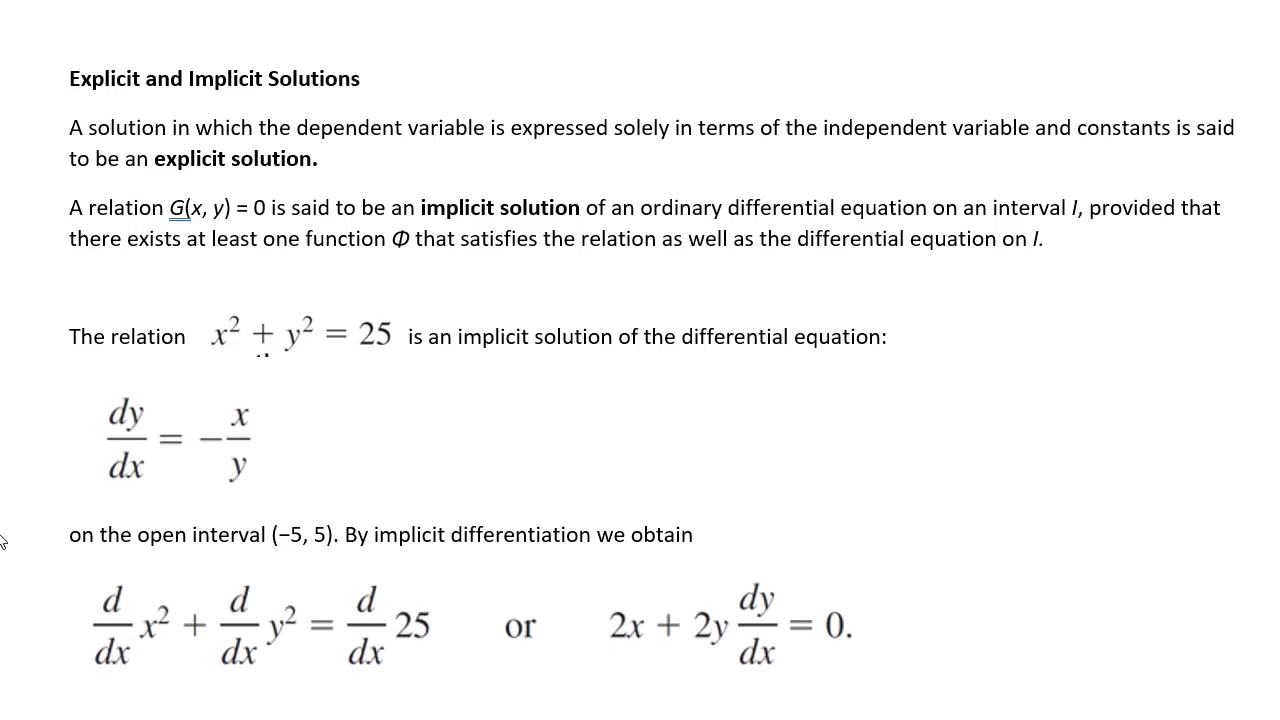 Explicit and Implicit Solutions
A solution in which the dependent variable is expressed solely in terms of the independent variable and constants is said
to be an explicit solution.
A relation G(x, y) = 0 is said to be an implicit solution of an ordinary differential equation on an interval I, provided that
there exists at least one function Φ that satisfies the relation as well as the differential equation on I.
The relation x² + y² = 25 is an implicit solution of the differential equation:
dy/dx = −x/y
on the open interval (−5, 5). By implicit differentiation we obtain
d/dx x² + d/dx y² = d/dx 25 or 2x + 2y dy/dx = 0.